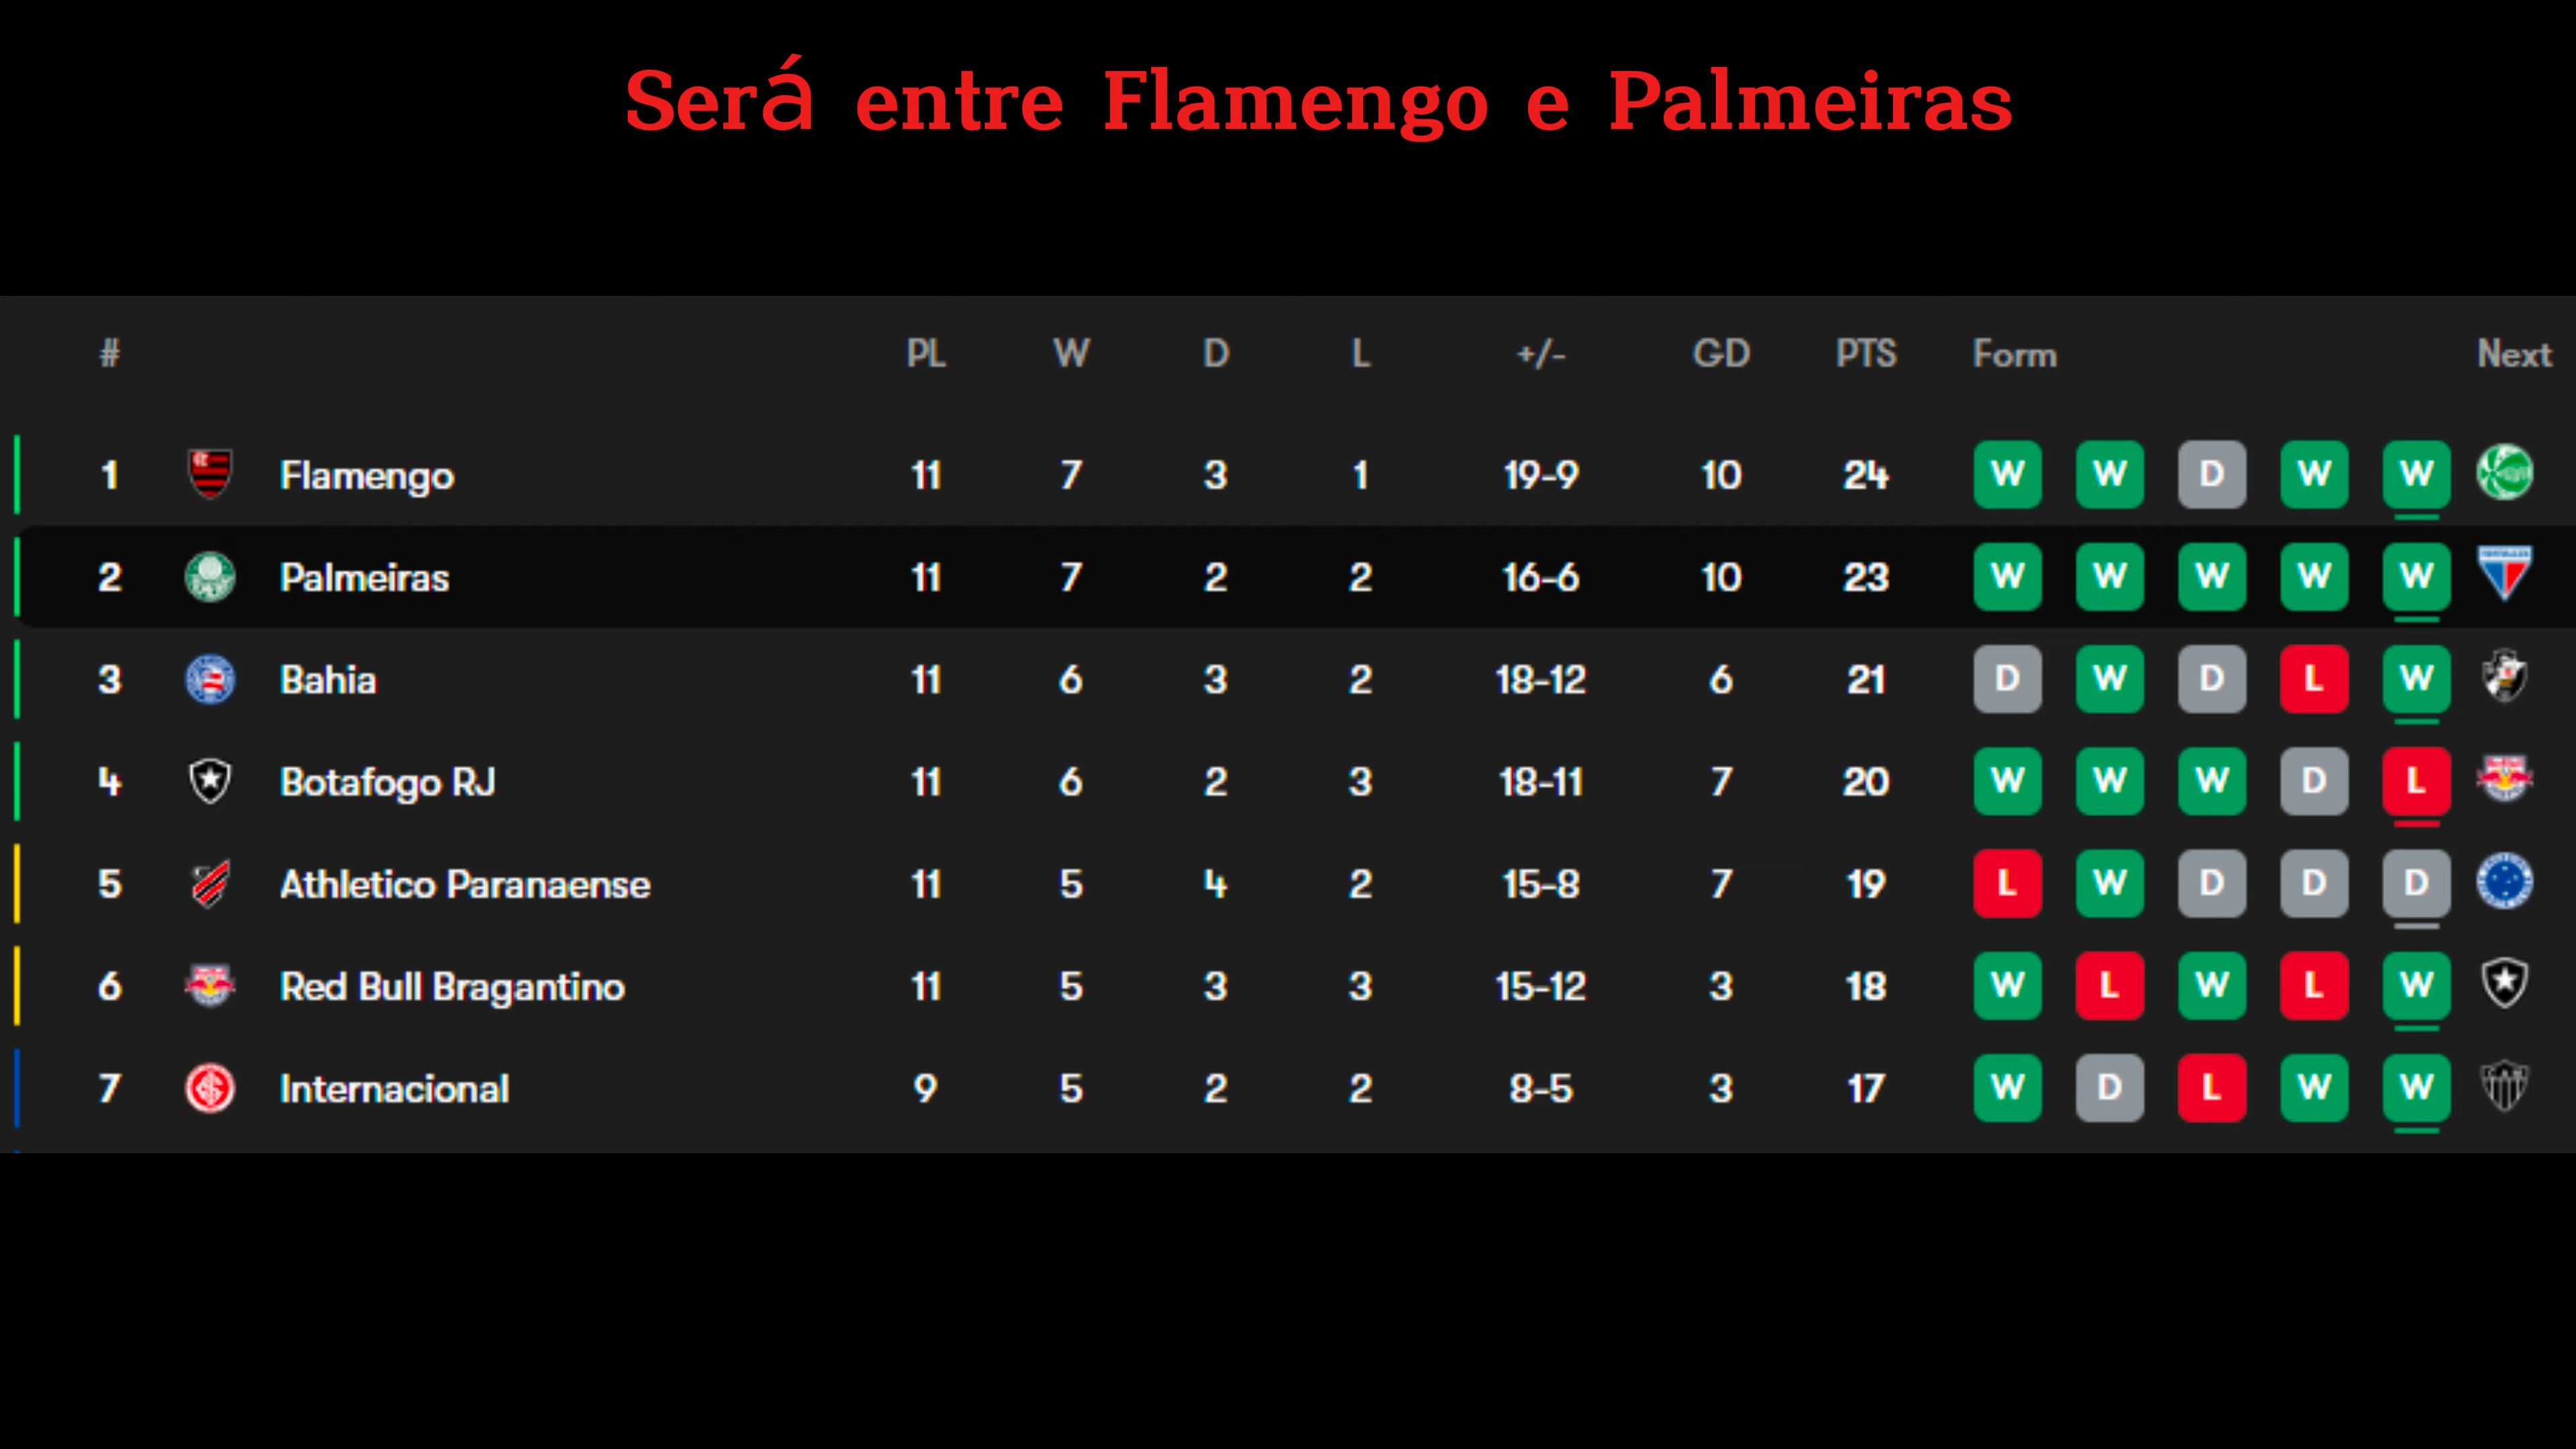 Será entre Flamengo e Palmeiras
# PL W D L +/- GD PTS Form Next
1 Flamengo 11 7 3 1 19-9 10 24 W W D W W
2 Palmeiras 11 7 2 2 16-6 10 23 W W W W W
3 Bahia 11 6 3 2 18-12 6 21 D W D L W
4 Botafogo RJ 11 6 2 3 18-11 7 20 W W W D L
5 Athletico Paranaense 11 5 4 2 15-8 7 19 L W D D D
6 Red Bull Bragantino 11 5 3 3 15-12 3 18 W L W L W
7 Internacional 9 5 2 2 8-5 3 17 W D L W W